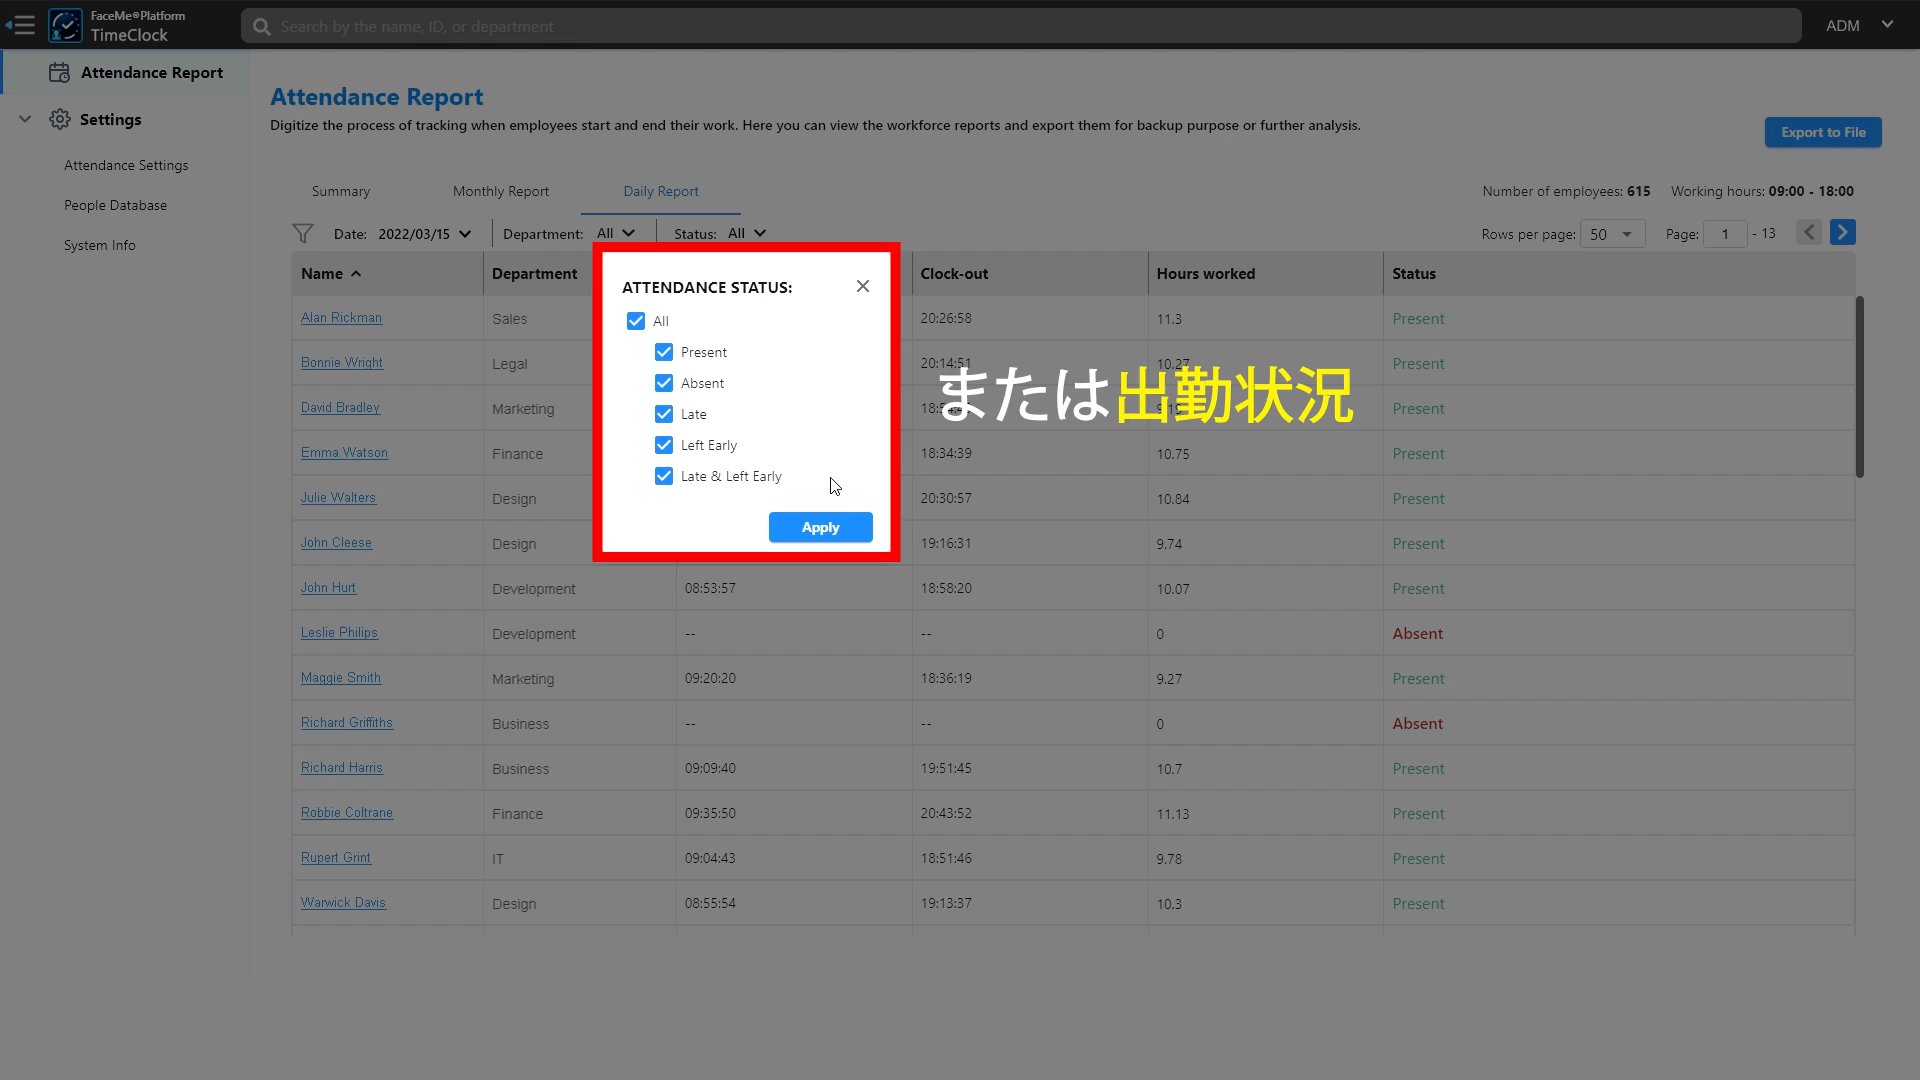 FaceMe®Platform
TimeClock
Search by the name, ID, or department
ADM
Attendance Report
Settings
Attendance Settings
People Database
System Info
Attendance Report
Digitize the process of tracking when employees start and end their work. Here you can view the workforce reports and export them for backup purpose or further analysis.
Export to File
Summary Monthly Report Daily Report
Number of employees: 615 Working hours: 09:00 - 18:00
Date: 2022/03/15 Department: All Status: All
Rows per page: 50 Page: 1 - 13
Name Department Clock-out Hours worked Status
ATTENDANCE STATUS:
All
Present
Absent
Late
Left Early
Late & Left Early
Apply
または出勤状況
Alan Rickman Sales 20:26:58 11.3 Present
Bonnie Wright Legal 20:14:51 10.27 Present
David Bradley Marketing Present
Emma Watson Finance 18:34:39 10.75 Present
Julie Walters Design 20:30:57 10.84 Present
John Cleese Design 19:16:31 9.74 Present
John Hurt Development 08:53:57 18:58:20 10.07 Present
Leslie Philips Development -- -- 0 Absent
Maggie Smith Marketing 09:20:20 18:36:19 9.27 Present
Richard Griffiths Business -- -- 0 Absent
Richard Harris Business 09:09:40 19:51:45 10.7 Present
Robbie Coltrane Finance 09:35:50 20:43:52 11.13 Present
Rupert Grint IT 09:04:43 18:51:46 9.78 Present
Warwick Davis Design 08:55:54 19:13:37 10.3 Present